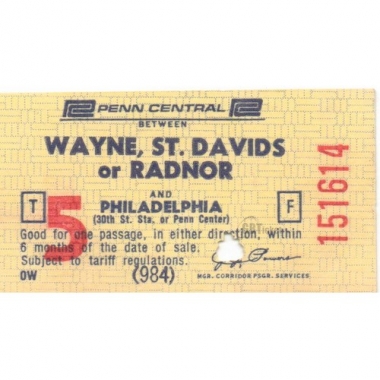 PENN CENTRAL
BETWEEN
WAYNE, ST. DAVIDS
or RADNOR
AND
PHILADELPHIA
(30th St. Sta. or Penn Center)
T
5
F
151614
Good for one passage, in either direction, within
6 months of the date of sale.
Subject to tariff regulations.
OW
(984)
MGR. CORRIDOR PSGR. SERVICES